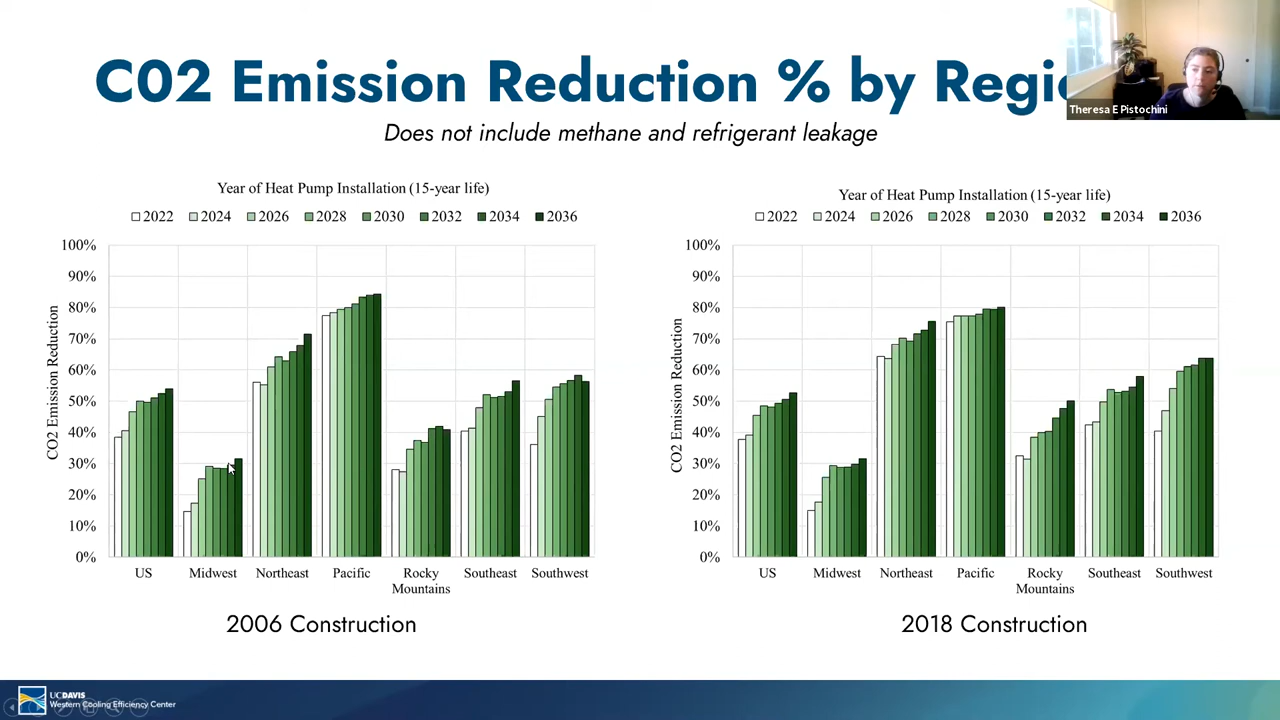 C02 Emission Reduction % by Regi
Theresa E Pistochini
Does not include methane and refrigerant leakage
Year of Heat Pump Installation (15-year life)
2022 2024 2026 2028 2030 2032 2034 2036
100%
90%
80%
70%
60%
50%
40%
30%
20%
10%
0%
CO2 Emission Reduction
US Midwest Northeast Pacific Rocky Mountains Southeast Southwest
2006 Construction
Year of Heat Pump Installation (15-year life)
2022 2024 2026 2028 2030 2032 2034 2036
100%
90%
80%
70%
60%
50%
40%
30%
20%
10%
0%
CO2 Emission Reduction
US Midwest Northeast Pacific Rocky Mountains Southeast Southwest
2018 Construction
UCDAVIS
Western Cooling Efficiency Center